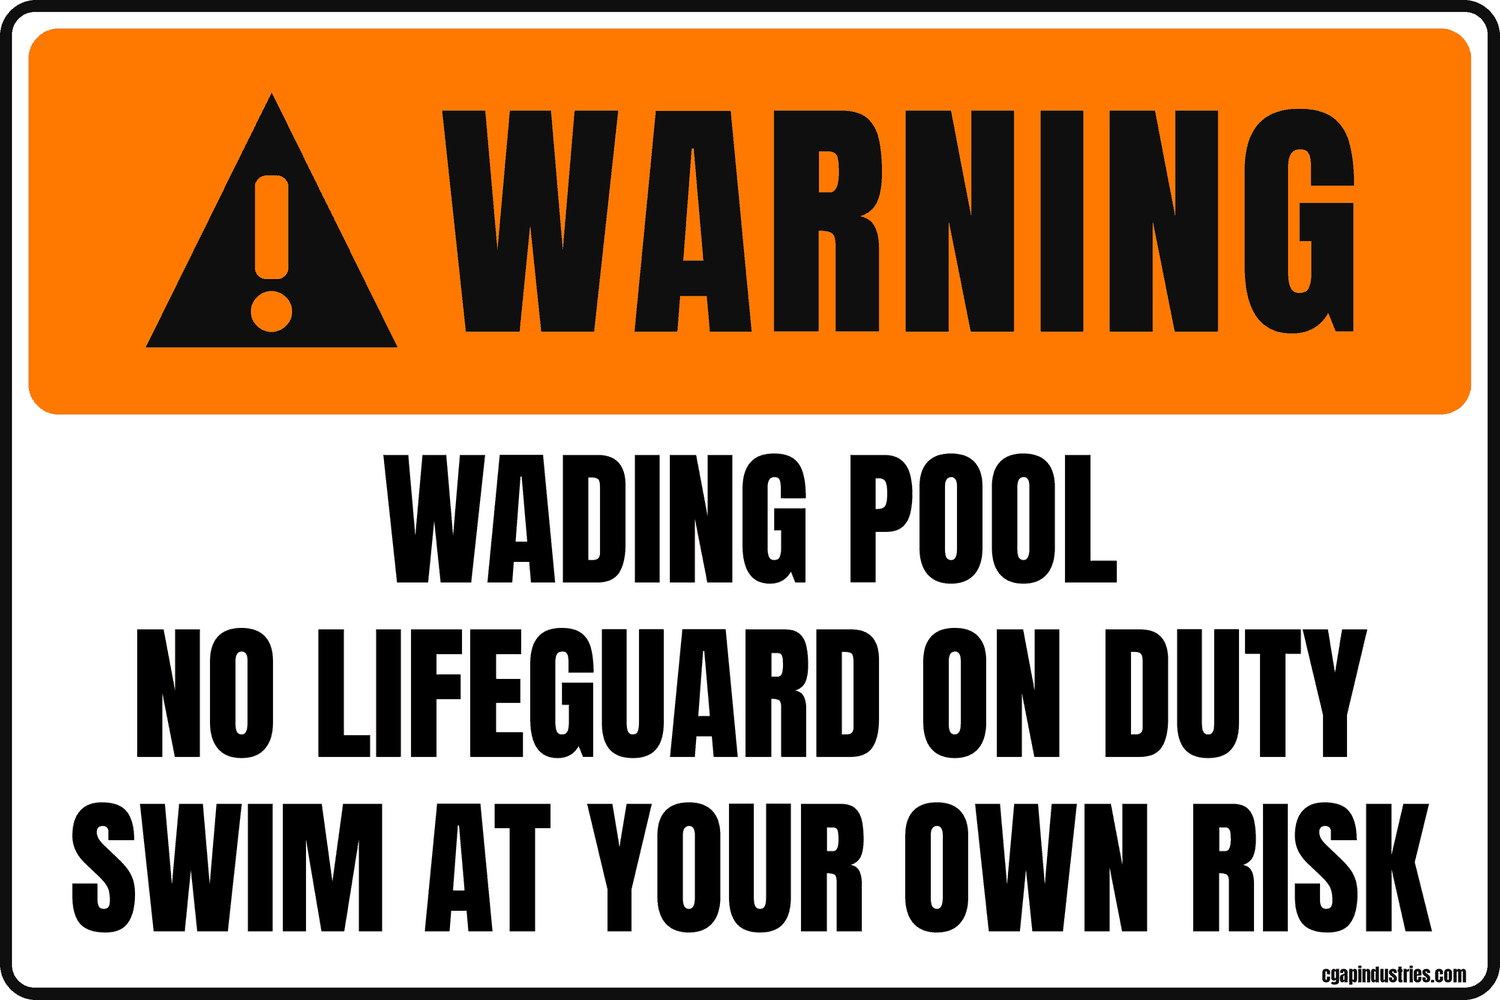 WARNING
WADING POOL
NO LIFEGUARD ON DUTY
SWIM AT YOUR OWN RISK
cgapindustries.com